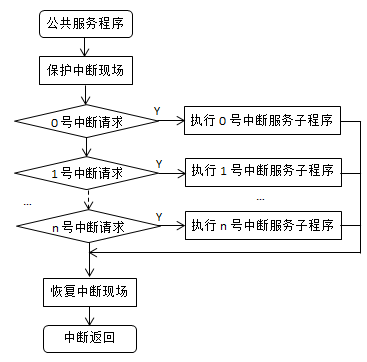 公共服务程序
保护中断现场
0号中断请求
Y
执行0号中断服务子程序
1号中断请求
Y
执行1号中断服务子程序
...
...
n号中断请求
Y
执行n号中断服务子程序
恢复中断现场
中断返回